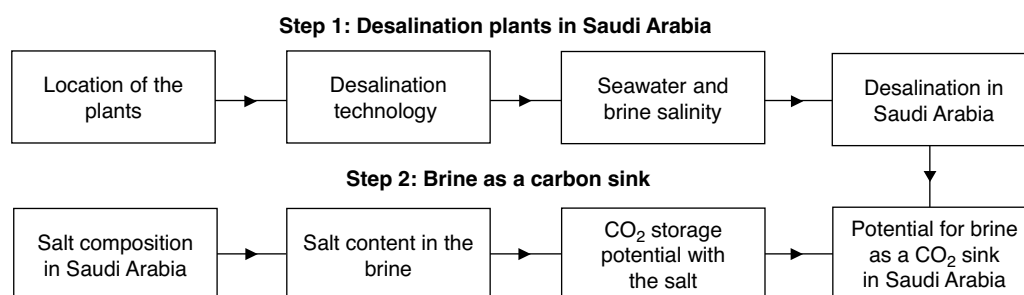 Step 1: Desalination plants in Saudi Arabia
Location of the
plants
Desalination
technology
Seawater and
brine salinity
Desalination in
Saudi Arabia
Step 2: Brine as a carbon sink
Salt composition
in Saudi Arabia
Salt content in the
brine
CO₂ storage
potential with
the salt
Potential for brine
as a CO₂ sink
in Saudi Arabia